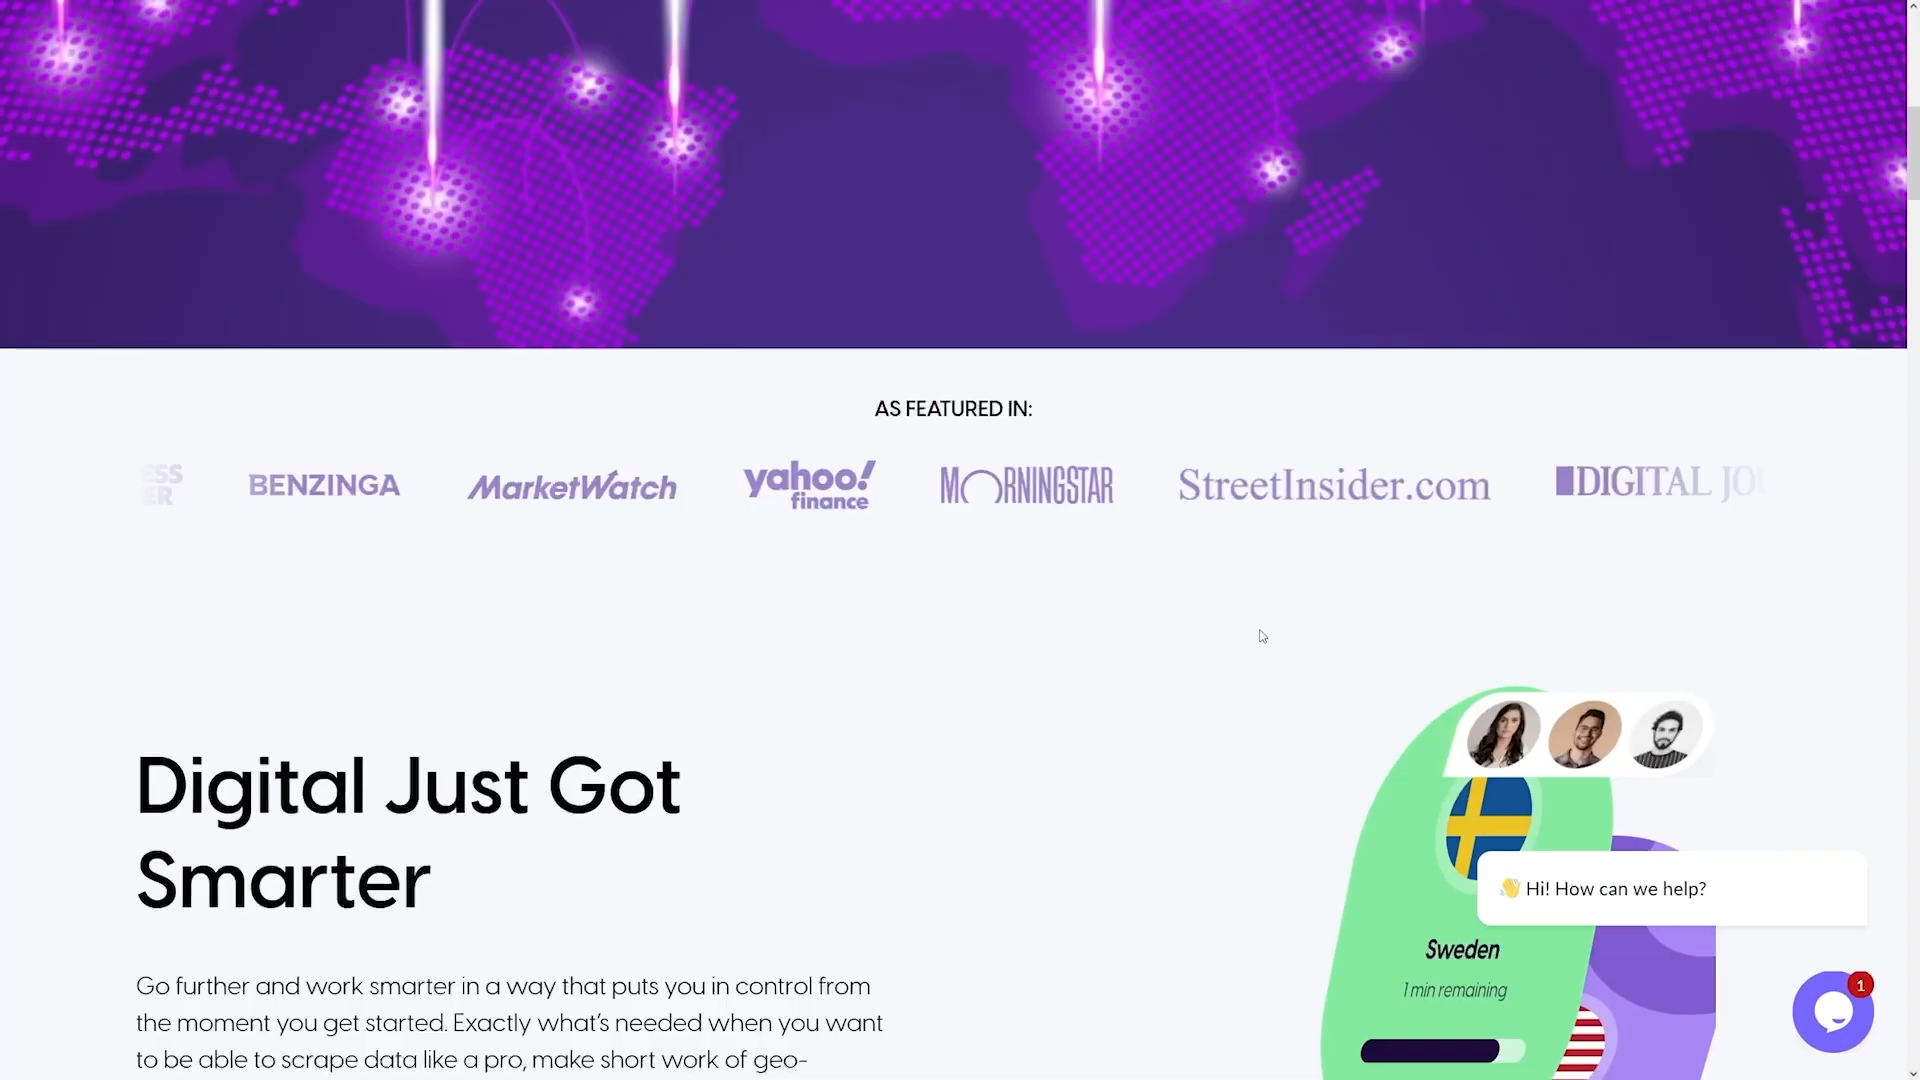 AS FEATURED IN:
BENZINGA
MarketWatch
yahoo!
finance
MORNINGSTAR
StreetInsider.com
DIGITAL
Digital Just Got
Smarter
👋 Hi! How can we help?
Sweden
1 min remaining
1
Go further and work smarter in a way that puts you in control from
the moment you get started. Exactly what’s needed when you want
to be able to scrape data like a pro, make short work of geo-